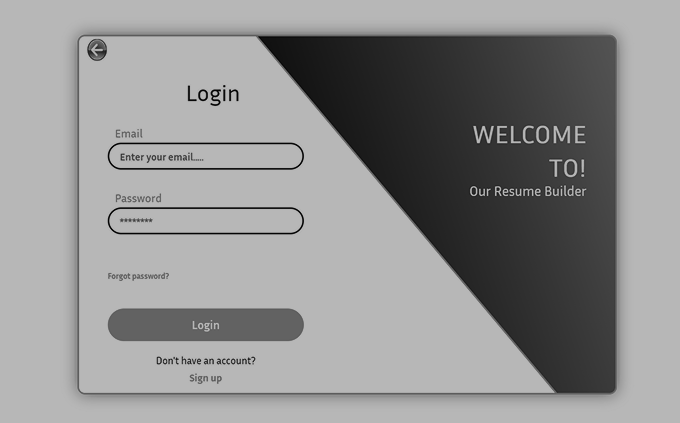 Login
Email
Enter your email.....
Password
********
Forgot password?
Login
Don't have an account?
Sign up
WELCOME
TO!
Our Resume Builder